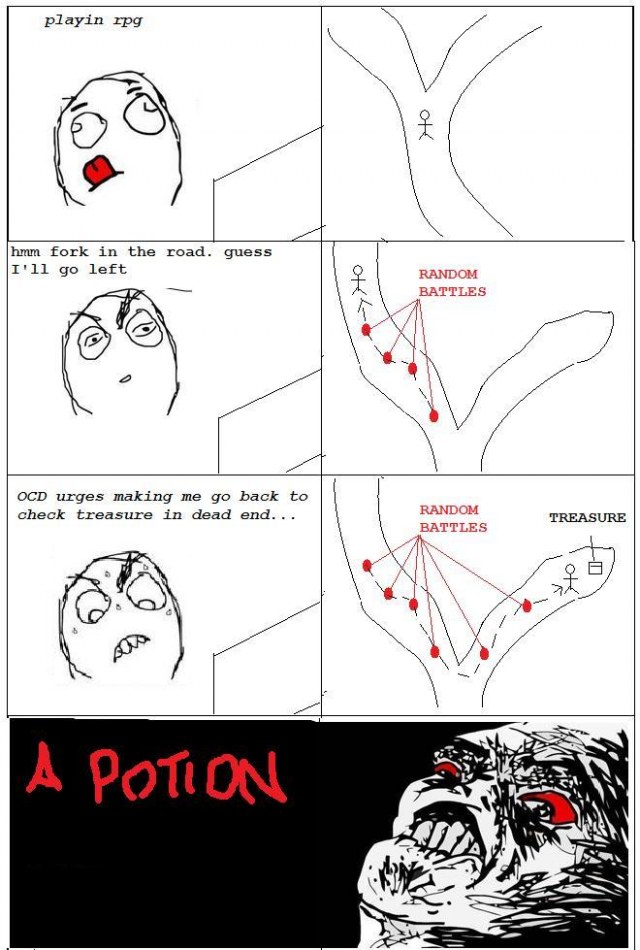 playin rpg
hmm fork in the road. guess
I'll go left
RANDOM
BATTLES
OCD urges making me go back to
check treasure in dead end...
RANDOM
BATTLES
TREASURE
A POTION